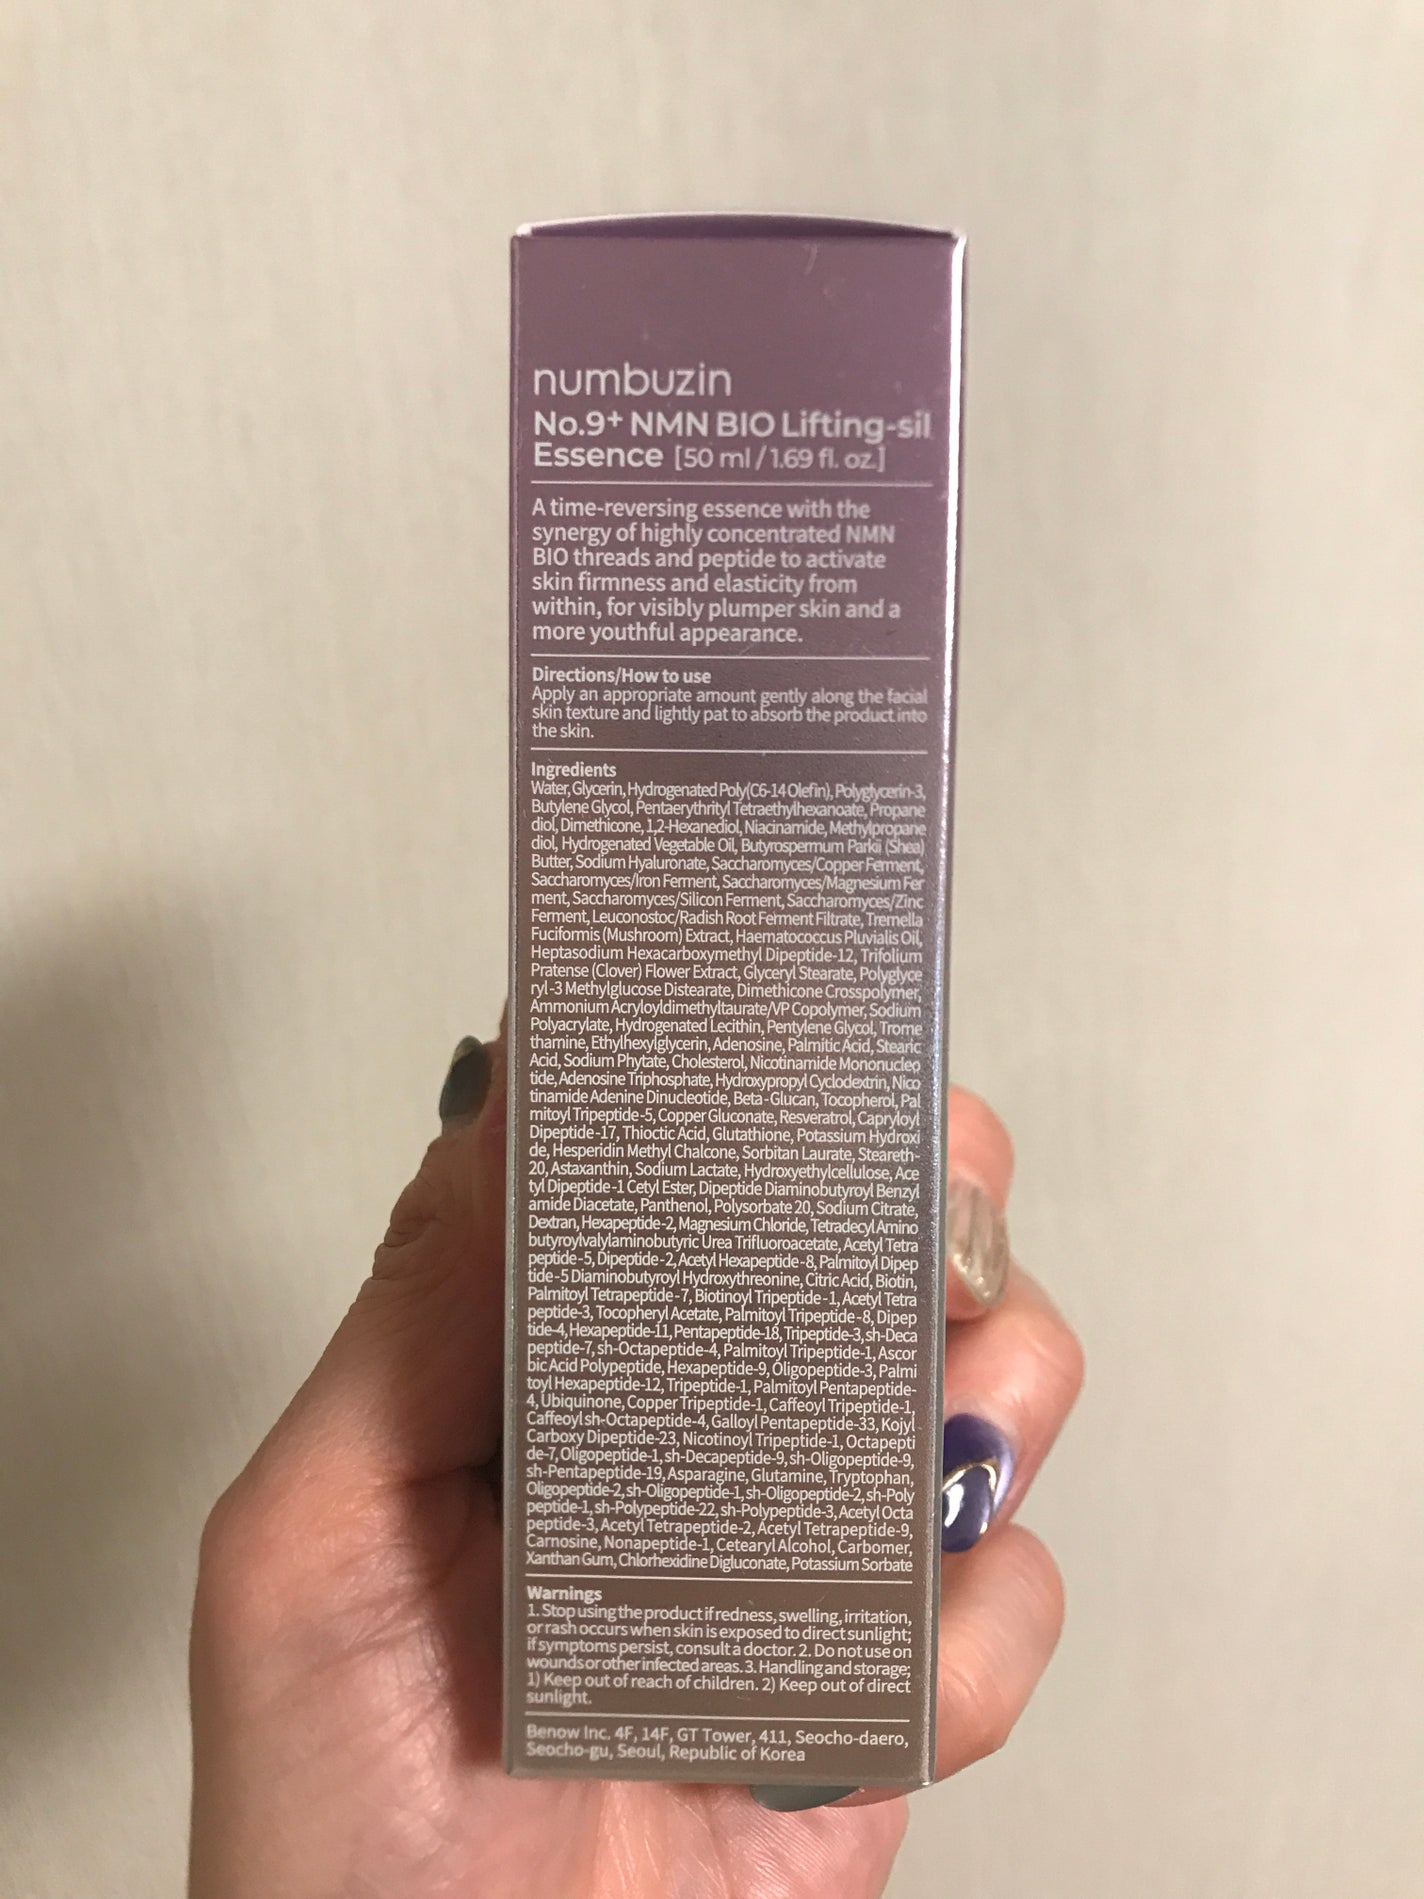 numbuzin
No.9+ NMN BIO Lifting-sil
Essence [50 ml / 1.69 fl. oz.]
A time-reversing essence with the
synergy of highly concentrated NMN
BIO threads and peptide to activate
skin firmness and elasticity from
within, for visibly plumper skin and a
more youthful appearance.
Directions/How to use
Apply an appropriate amount gently along the facial
skin texture and lightly pat to absorb the product into
the skin.
Ingredients
Water, Glycerin, Hydrogenated Poly(C6-14 Olefin), Polyglycerin-3,
Butylene Glycol, Pentaerythrityl Tetraethylhexanoate, Propane
diol, Dimethicone, 1,2-Hexanediol, Niacinamide, Methylpropane
diol, Hydrogenated Vegetable Oil, Butyrospermum Parkii (Shea)
Butter, Sodium Hyaluronate, Saccharomyces/Copper Ferment,
Saccharomyces/Iron Ferment, Saccharomyces/Magnesium Fer
ment, Saccharomyces/Silicon Ferment, Saccharomyces/Zinc
Ferment, Leuconostoc/Radish Root Ferment Filtrate, Tremella
Fuciformis (Mushroom) Extract, Haematococcus Pluvialis Oil,
Heptasodium Hexacarboxymethyl Dipeptide-12, Trifolium
Pratense (Clover) Flower Extract, Glyceryl Stearate, Polyglyce
ryl-3 Methylglucose Distearate, Dimethicone Crosspolymer,
Ammonium Acryloyldimethyltaurate/VP Copolymer, Sodium
Polyacrylate, Hydrogenated Lecithin, Pentylene Glycol, Trome
thamine, Ethylhexylglycerin, Adenosine, Palmitic Acid, Stearic
Acid, Sodium Phytate, Cholesterol, Nicotinamide Mononucleo
tide, Adenosine Triphosphate, Hydroxypropyl Cyclodextrin, Nico
tinamide Adenine Dinucleotide, Beta-Glucan, Tocopherol, Pal
mitoyl Tripeptide-5, Copper Gluconate, Resveratrol, Capryloyl
Dipeptide-17, Thioctic Acid, Glutathione, Potassium Hydroxi
de, Hesperidin Methyl Chalcone, Sorbitan Laurate, Steareth-
20, Astaxanthin, Sodium Lactate, Hydroxyethylcellulose, Ace
tyl Dipeptide-1 Cetyl Ester, Dipeptide Diaminobutyroyl Benzyl
amide Diacetate, Panthenol, Polysorbate 20, Sodium Citrate,
Dextran, Hexapeptide-2, Magnesium Chloride, Tetradecyl Amino
butyroylvalylaminobutyric Urea Trifluoroacetate, Acetyl Tetra
peptide-5, Dipeptide-2, Acetyl Hexapeptide-8, Palmitoyl Dipep
tide-5 Diaminobutyroyl Hydroxythreonine, Citric Acid, Biotin,
Palmitoyl Tetrapeptide-7, Biotinoyl Tripeptide-1, Acetyl Tetra
peptide-3, Tocopheryl Acetate, Palmitoyl Tripeptide-8, Dipep
tide-4, Hexapeptide-11, Pentapeptide-18, Tripeptide-3, sh-Deca
peptide-7, sh-Octapeptide-4, Palmitoyl Tripeptide-1, Ascor
bic Acid Polypeptide, Hexapeptide-9, Oligopeptide-3, Palmi
toyl Hexapeptide-12, Tripeptide-1, Palmitoyl Pentapeptide-
4, Ubiquinone, Copper Tripeptide-1, Caffeoyl Tripeptide-1,
Caffeoyl sh-Octapeptide-4, Galloyl Pentapeptide-33, Kojyl
Carboxy Dipeptide-23, Nicotinoyl Tripeptide-1, Octapepti
de-7, Oligopeptide-1, sh-Decapeptide-9, sh-Oligopeptide-9,
sh-Pentapeptide-19, Asparagine, Glutamine, Tryptophan,
Oligopeptide-2, sh-Oligopeptide-1, sh-Oligopeptide-2, sh-Poly
peptide-1, sh-Polypeptide-22, sh-Polypeptide-3, Acetyl Octa
peptide-3, Acetyl Tetrapeptide-2, Acetyl Tetrapeptide-9,
Carnosine, Nonapeptide-1, Cetearyl Alcohol, Carbomer,
Xanthan Gum, Chlorhexidine Digluconate, Potassium Sorbate
Warnings
1. Stop using the product if redness, swelling, irritation,
or rash occurs when skin is exposed to direct sunlight;
if symptoms persist, consult a doctor. 2. Do not use on
wounds or other infected areas. 3. Handling and storage;
1) Keep out of reach of children. 2) Keep out of direct
sunlight.
Benow Inc. 4F, 14F, GT Tower, 411, Seocho-daero,
Seocho-gu, Seoul, Republic of Korea